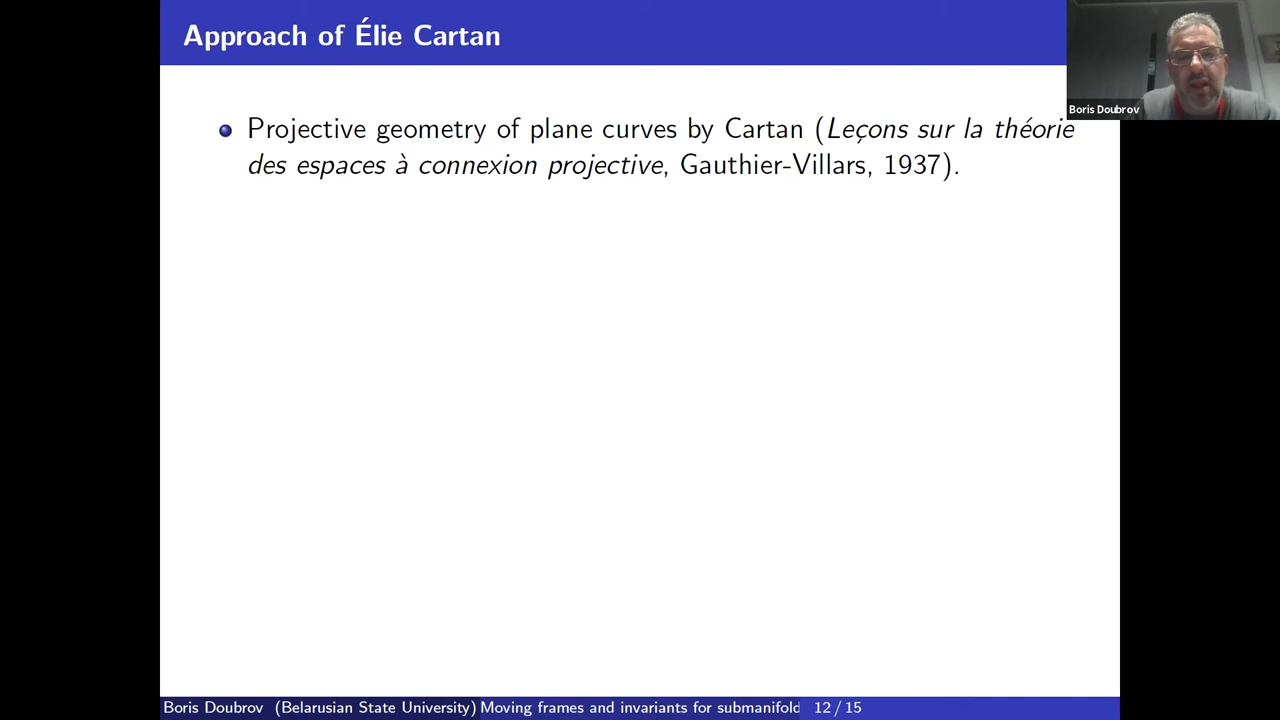 Approach of Élie Cartan
Boris Doubrov
Projective geometry of plane curves by Cartan (Leçons sur la théorie
des espaces à connexion projective, Gauthier-Villars, 1937).
Boris Doubrov (Belarusian State University) Moving frames and invariants for submanifold 12 / 15